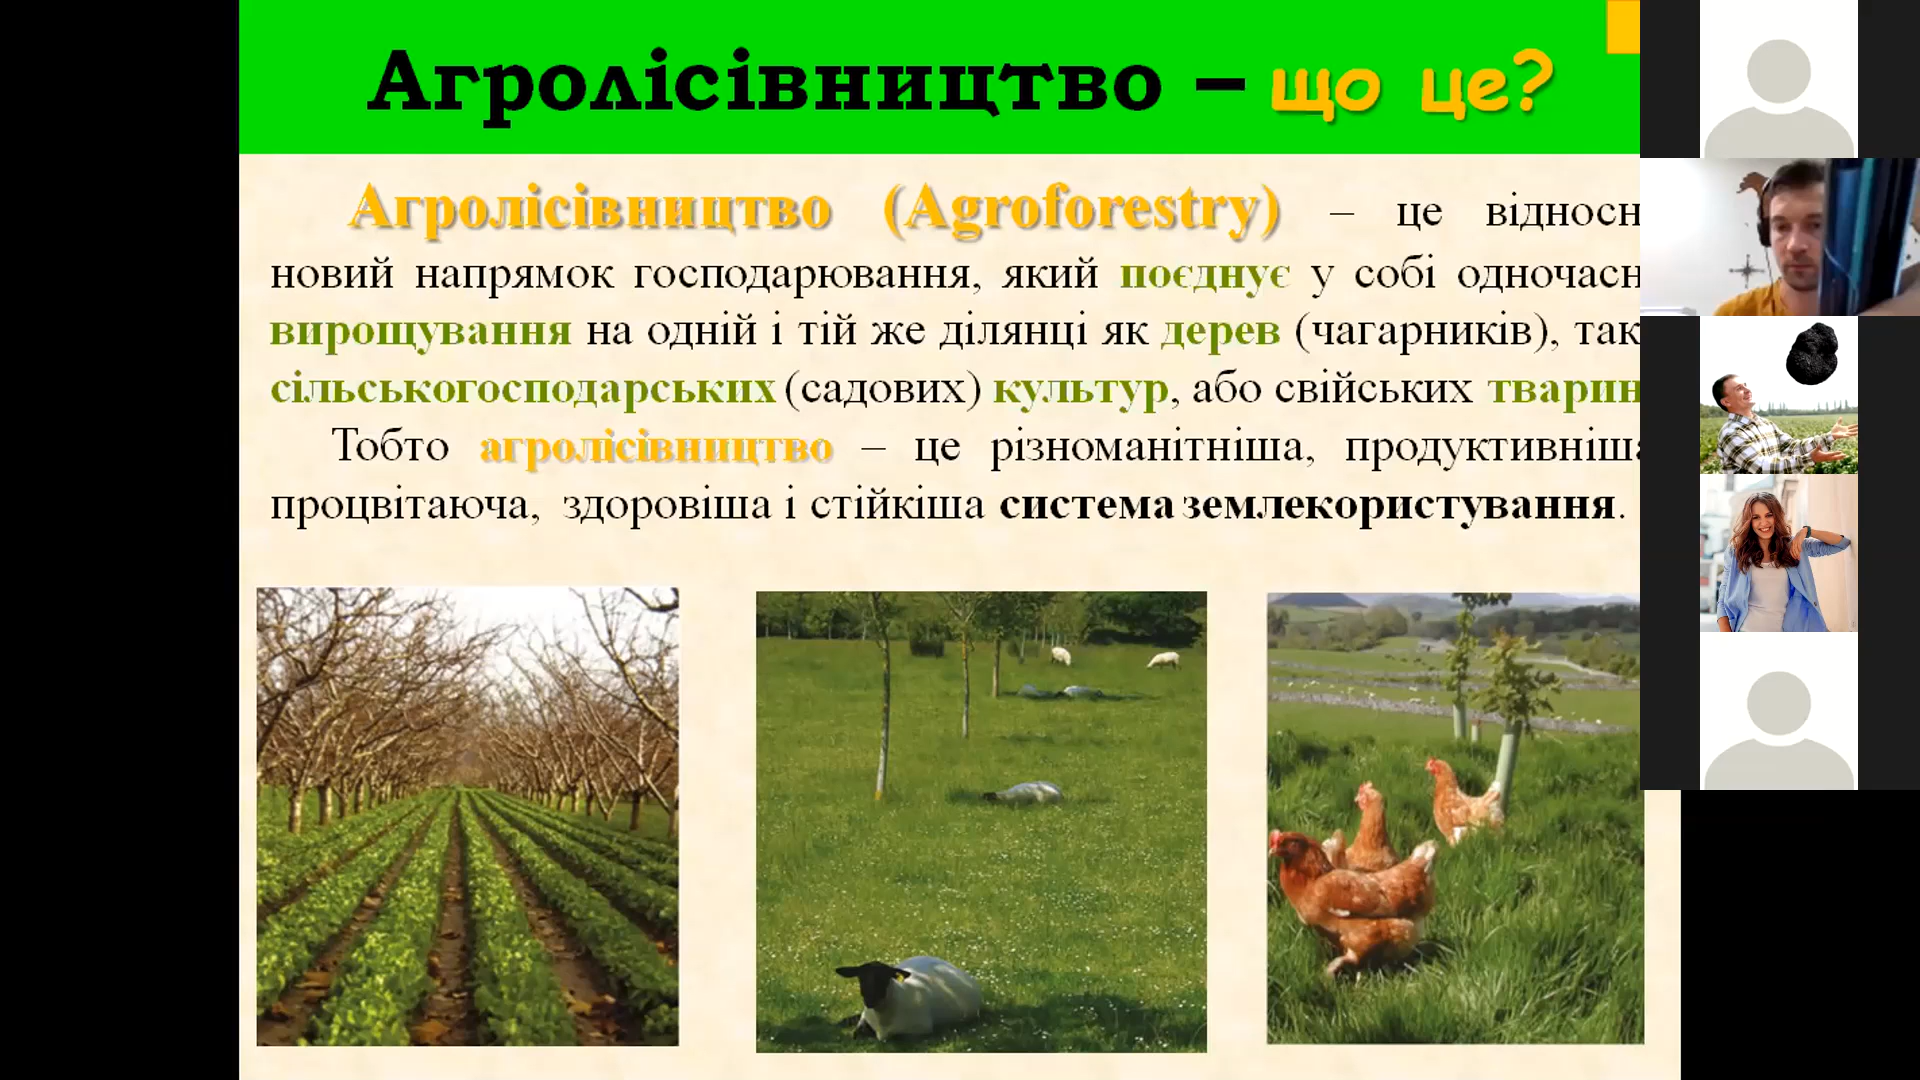 Агролісівництво – що це?
Агролісівництво (Agroforestry) – це відносн
новий напрямок господарювання, який поєднує у собі одночасн
вирощування на одній і тій же ділянці як дерев (чагарників), так
сільськогосподарських (садових) культур, або свійських тварин
Тобто агролісівництво – це різноманітніша, продуктивніша
процвітаюча, здоровіша і стійкіша система землекористування.